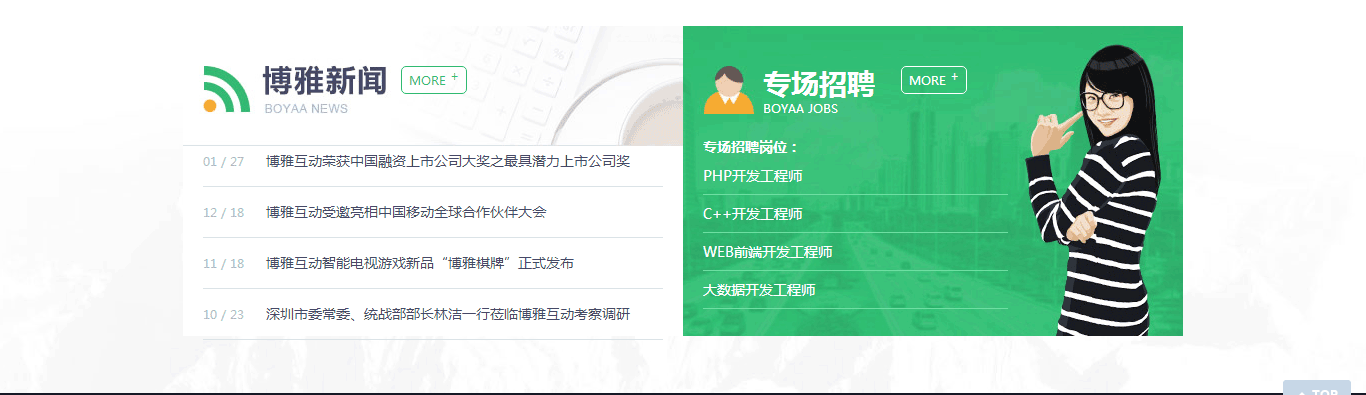 博雅新闻
MORE +
BOYAA NEWS
01 / 27 博雅互动荣获中国融资上市公司大奖之最具潜力上市公司奖
12 / 18 博雅互动受邀亮相中国移动全球合作伙伴大会
11 / 18 博雅互动智能电视游戏新品“博雅棋牌”正式发布
10 / 23 深圳市委常委、统战部部长林洁一行莅临博雅互动考察调研
专场招聘
MORE +
BOYAA JOBS
专场招聘岗位：
PHP开发工程师
C++开发工程师
WEB前端开发工程师
大数据开发工程师
TOP